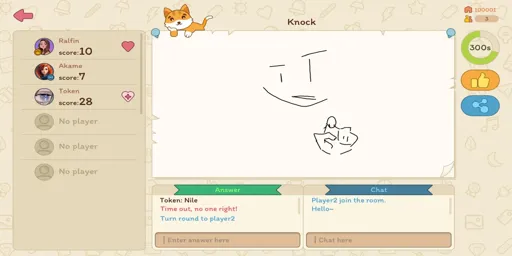 Knock
Ralfin
score:10
Akame
score:7
Token
score:28
No player
No player
No player
3
300s
Answer
Token: Nile
Time out, no one right!
Turn round to player2
Enter answer here
Chat
Player2 join the room.
Hello~
Chat here